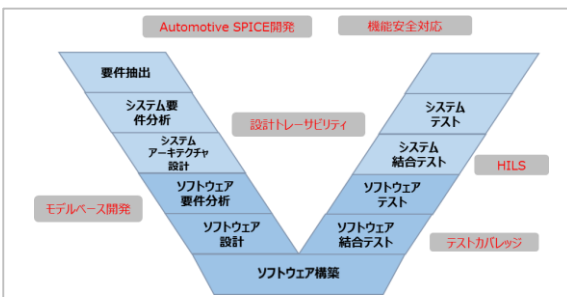 Automotive SPICE開発
機能安全対応
要件抽出
システム要
件分析
システム
アーキテクチャ
設計
ソフトウェア
要件分析
ソフトウェア
設計
ソフトウェア構築
ソフトウェア
結合テスト
ソフトウェア
テスト
システム
結合テスト
システム
テスト
設計トレーサビリティ
モデルベース開発
HILS
テストカバレッジ